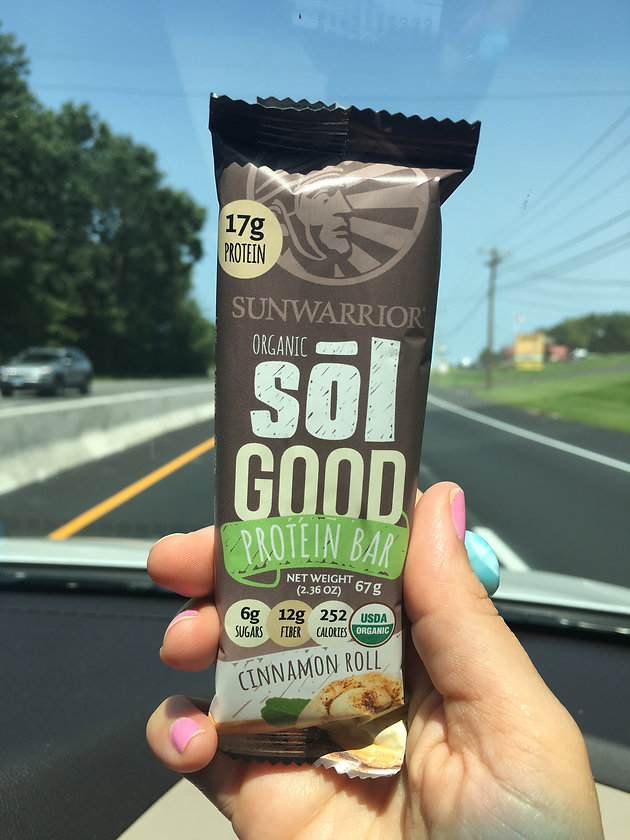 17g
PROTEIN
SUNWARRIOR
ORGANIC
sōl
GOOD
PROTEIN BAR
NET WEIGHT
(2.36 OZ) 67g
6g
SUGARS
12g
FIBER
252
CALORIES
USDA
ORGANIC
CINNAMON ROLL